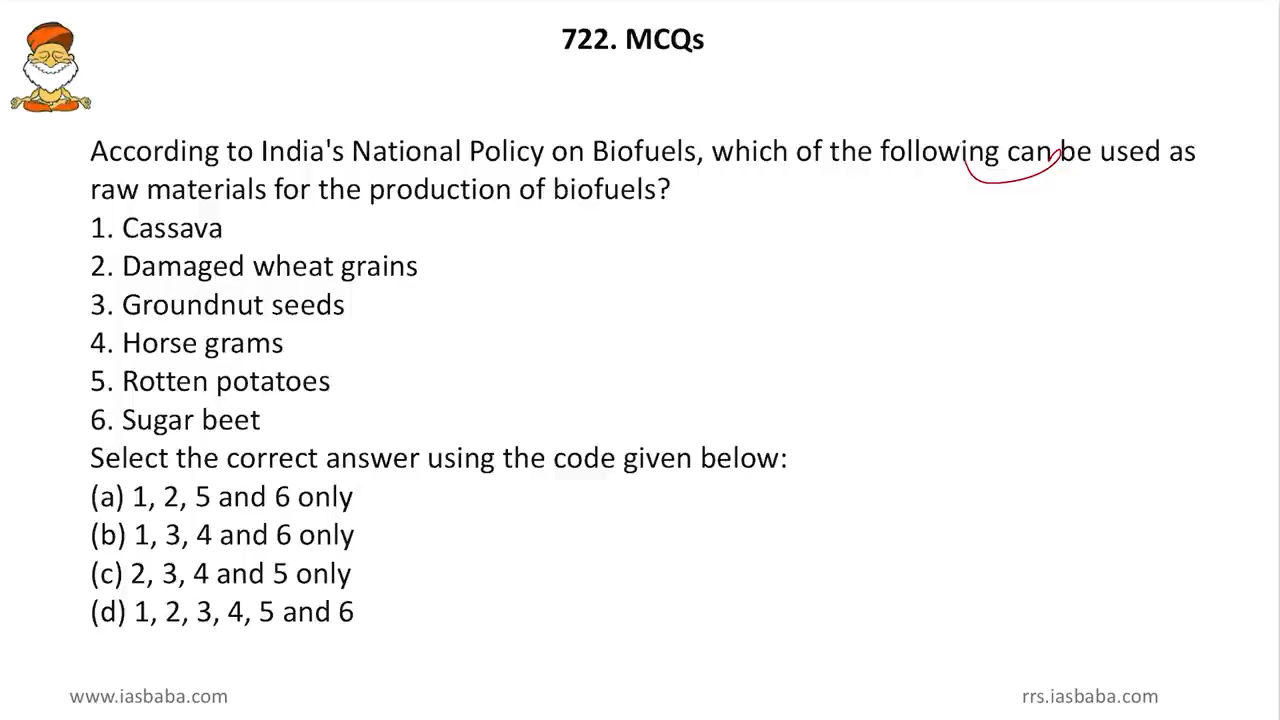 722. MCQs
According to India's National Policy on Biofuels, which of the following can be used as
raw materials for the production of biofuels?
1. Cassava
2. Damaged wheat grains
3. Groundnut seeds
4. Horse grams
5. Rotten potatoes
6. Sugar beet
Select the correct answer using the code given below:
(a) 1, 2, 5 and 6 only
(b) 1, 3, 4 and 6 only
(c) 2, 3, 4 and 5 only
(d) 1, 2, 3, 4, 5 and 6
www.iasbaba.com
rrs.iasbaba.com